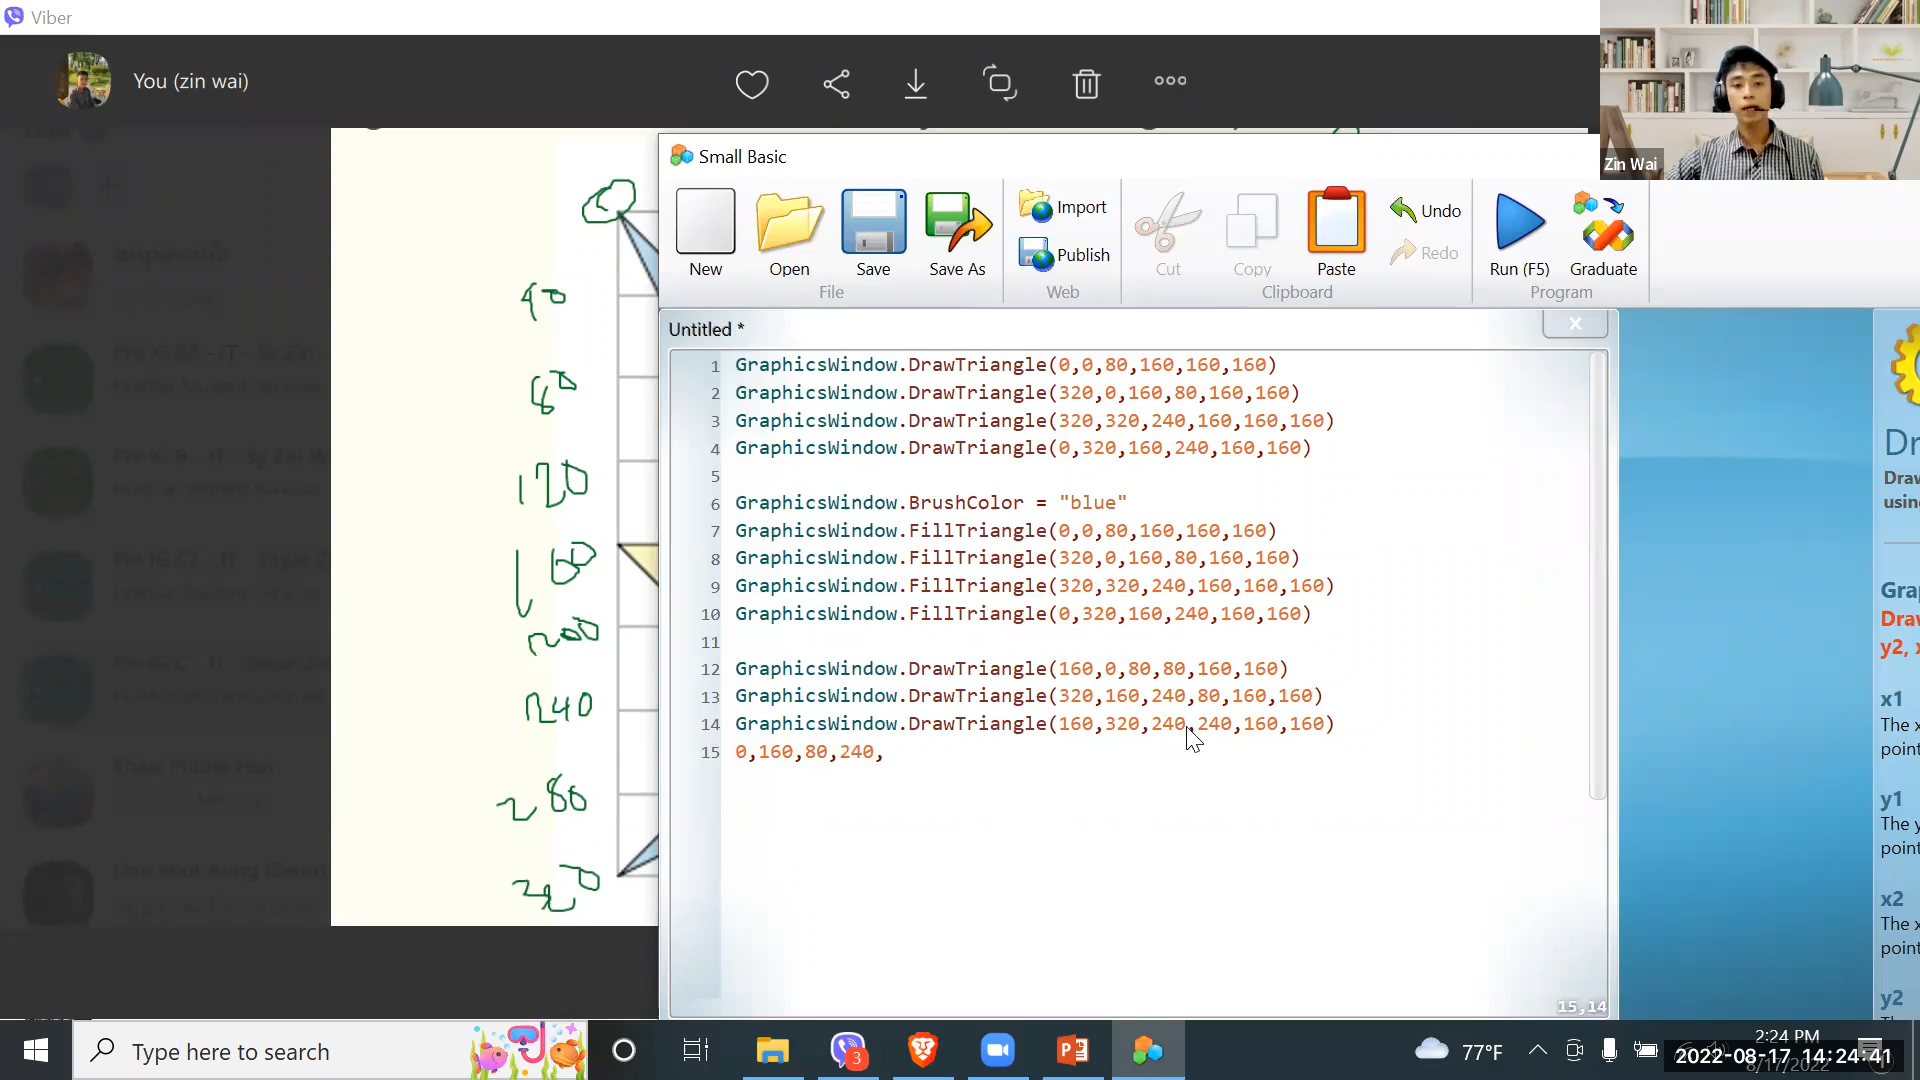 Viber
You (zin wai)
Zin Wai
Small Basic
New
Open
Save
Save As
Import
Publish
Cut
Copy
Paste
Undo
Redo
Run (F5)
Graduate
File
Web
Clipboard
Program
Untitled *
1 GraphicsWindow.DrawTriangle(0,0,80,160,160,160)
2 GraphicsWindow.DrawTriangle(320,0,160,80,160,160)
3 GraphicsWindow.DrawTriangle(320,320,240,160,160,160)
4 GraphicsWindow.DrawTriangle(0,320,160,240,160,160)
5
6 GraphicsWindow.BrushColor = "blue"
7 GraphicsWindow.FillTriangle(0,0,80,160,160,160)
8 GraphicsWindow.FillTriangle(320,0,160,80,160,160)
9 GraphicsWindow.FillTriangle(320,320,240,160,160,160)
10 GraphicsWindow.FillTriangle(0,320,160,240,160,160)
11
12 GraphicsWindow.DrawTriangle(160,0,80,80,160,160)
13 GraphicsWindow.DrawTriangle(320,160,240,80,160,160)
14 GraphicsWindow.DrawTriangle(160,320,240,240,160,160)
15 0,160,80,240,
15,14
40
80
120
160
200
240
280
320
Dr
Draw
using
Gra
Draw
y2, x
x1
The x
point
y1
The y
point
x2
The x
point
y2
Type here to search
3
77°F
2:24 PM
8/17/2022
2022-08-17 14:24:41